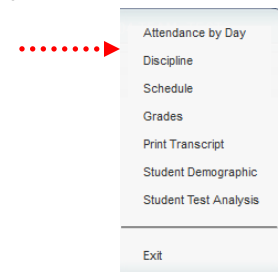 Attendance by Day
Discipline
Schedule
Grades
Print Transcript
Student Demographic
Student Test Analysis
Exit